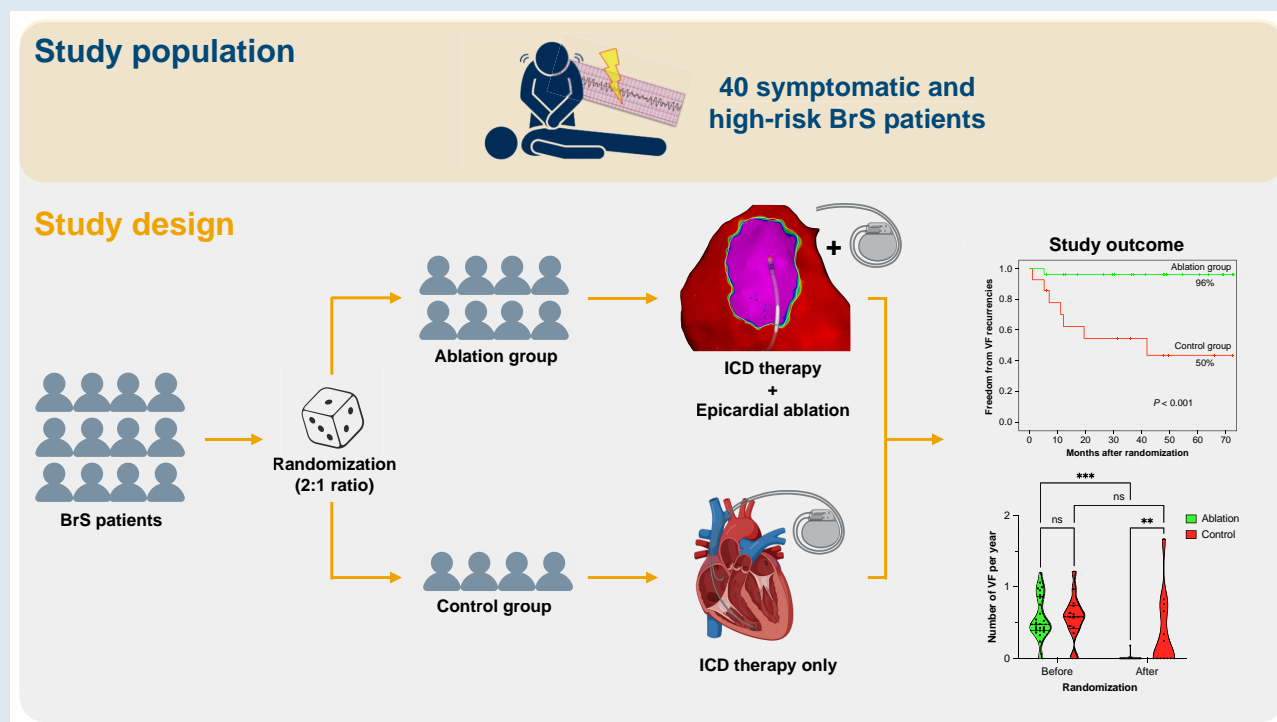 Study population
40 symptomatic and
high-risk BrS patients
Study design
BrS patients
Randomization
(2:1 ratio)
Ablation group
Control group
+
ICD therapy
+
Epicardial ablation
ICD therapy only
Study outcome
Freedom from VF recurrencies
1.0
0.8
0.6
0.4
0.2
0.0
Ablation group
96%
Control group
50%
P < 0.001
0 10 20 30 40 50 60 70
Months after randomization
***
ns
ns
**
Ablation
Control
Number of VF per year
2
1
0
Before After
Randomization